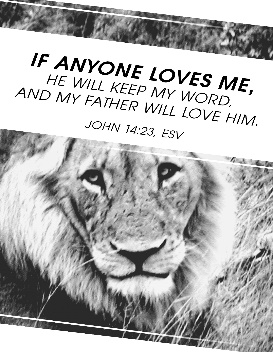 IF ANYONE LOVES ME,
HE WILL KEEP MY WORD,
AND MY FATHER WILL LOVE HIM.
JOHN 14:23, ESV